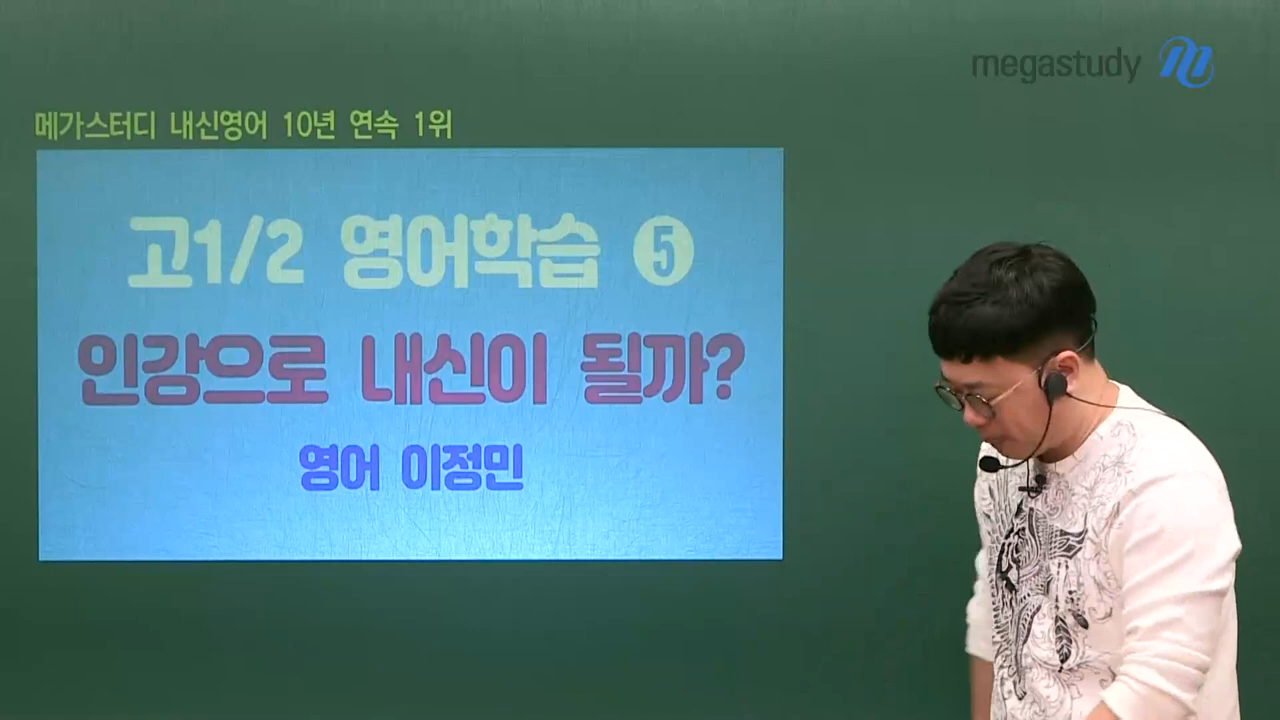 megastudy
메가스터디 내신영어 10년 연속 1위
고1/2 영어학습 ❺
인강으로 내신이 될까?
영어 이정민